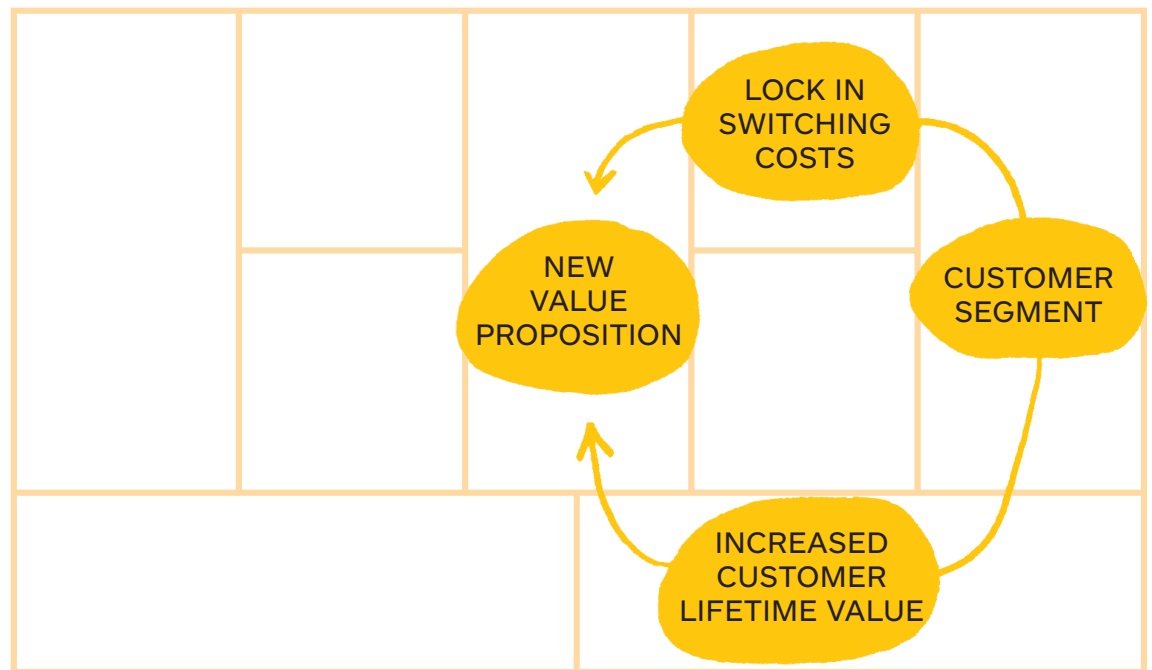 LOCK IN
SWITCHING
COSTS
NEW
VALUE
PROPOSITION
CUSTOMER
SEGMENT
INCREASED
CUSTOMER
LIFETIME VALUE